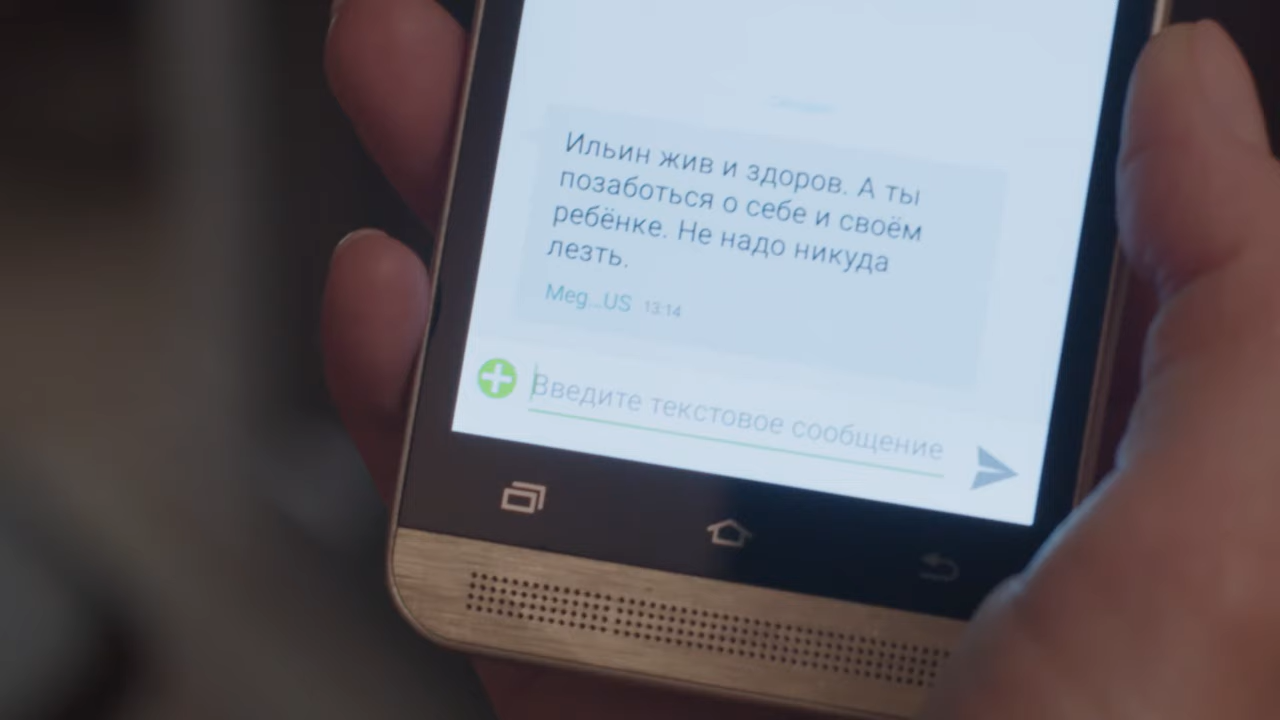 Ильин жив и здоров. А ты
позаботься о себе и своём
ребёнке. Не надо никуда
лезть.
Meg_US 13:14
Введите текстовое сообщение